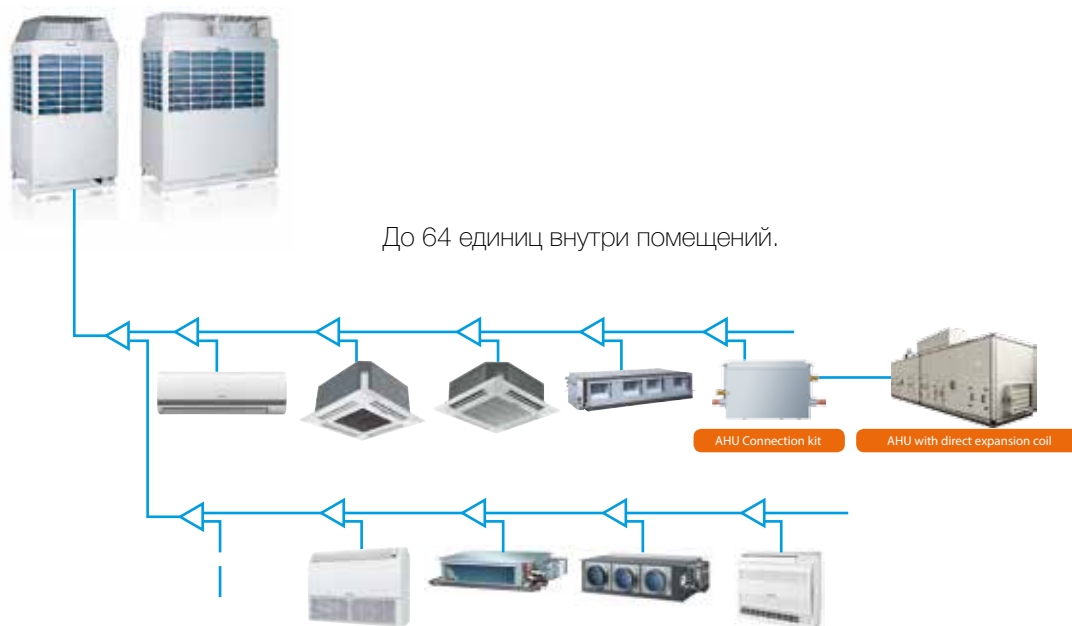 До 64 единиц внутри помещений.
AHU Connection kit
AHU with direct expansion coil